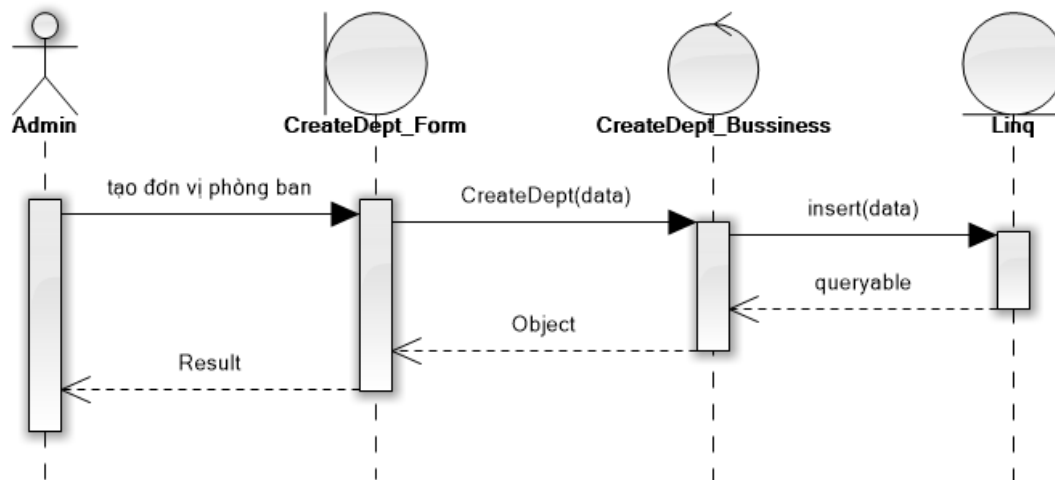 Admin
CreateDept_Form
CreateDept_Bussiness
Linq
tạo đơn vị phòng ban
CreateDept(data)
insert(data)
queryable
Object
Result